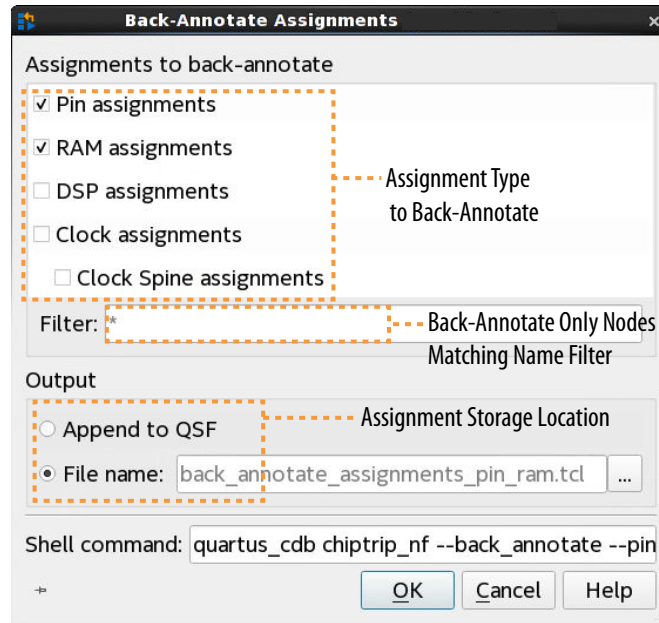 Back-Annotate Assignments
Assignments to back-annotate
Pin assignments
RAM assignments
DSP assignments
Clock assignments
Clock Spine assignments
Assignment Type
to Back-Annotate
Filter: *
Back-Annotate Only Nodes
Matching Name Filter
Output
Append to QSF
Assignment Storage Location
File name: back_annotate_assignments_pin_ram.tcl ...
Shell command: quartus_cdb chiptrip_nf --back_annotate --pin
OK Cancel Help